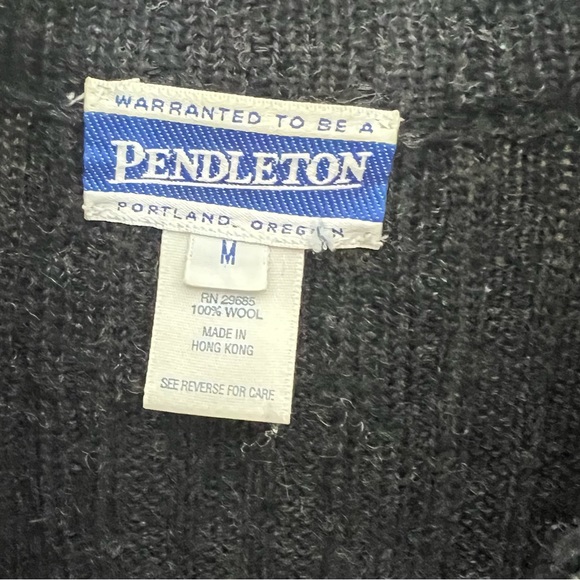 WARRANTED TO BE A
PENDLETON
PORTLAND, OREGON
M
RN 29685
100% WOOL
MADE IN
HONG KONG
SEE REVERSE FOR CARE